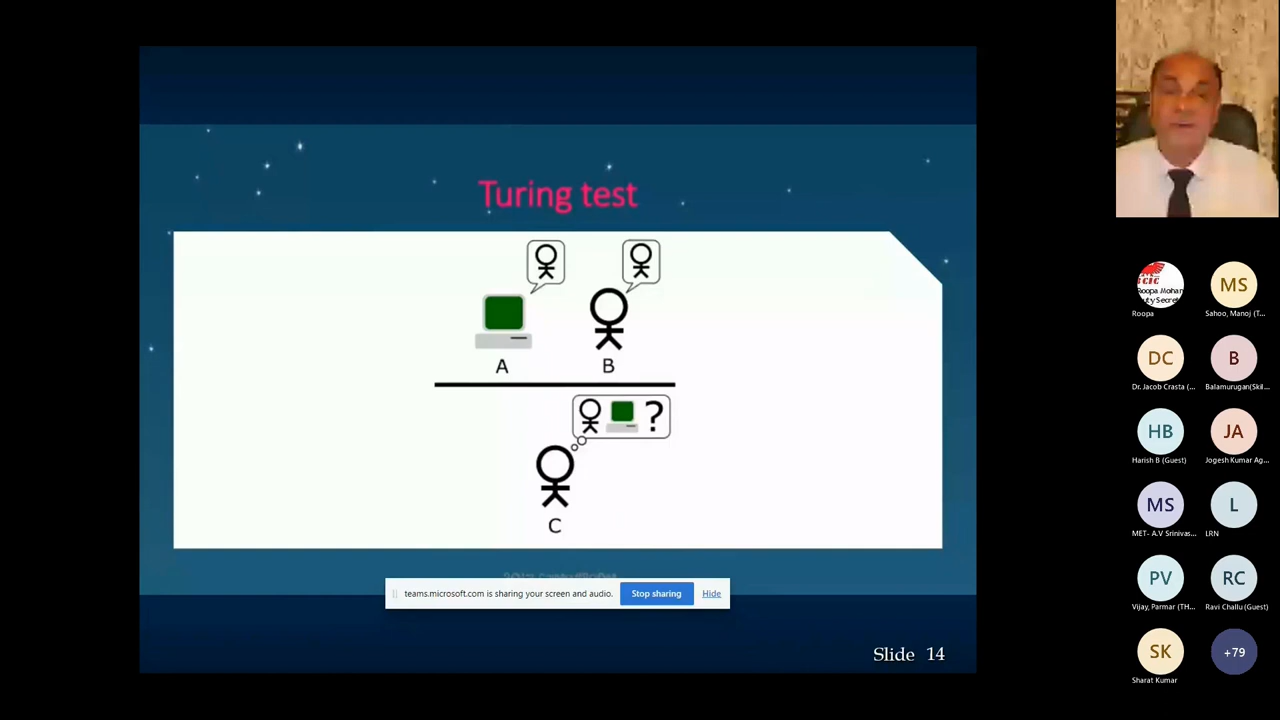 Turing test
A
B
?
C
teams.microsoft.com is sharing your screen and audio. Stop sharing Hide
Slide 14
Roopa Mohan
Roopa
MS
Sahoo, Manoj (T...
DC
Dr. Jacob Crasta (...
B
Balamurugan(Skil...
HB
Harish B (Guest)
JA
Jogesh Kumar Ag...
MS
MET- A.V Srinivas...
L
LRN
PV
Vijay, Parmar (TH...
RC
Ravi Challu (Guest)
SK
Sharat Kumar
+79